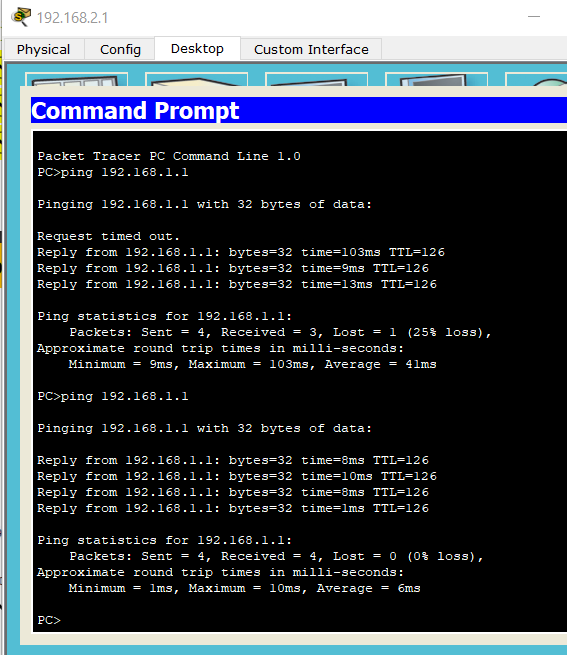 192.168.2.1
Physical Config Desktop Custom Interface
Command Prompt
Packet Tracer PC Command Line 1.0
PC>ping 192.168.1.1
Pinging 192.168.1.1 with 32 bytes of data:
Request timed out.
Reply from 192.168.1.1: bytes=32 time=103ms TTL=126
Reply from 192.168.1.1: bytes=32 time=9ms TTL=126
Reply from 192.168.1.1: bytes=32 time=13ms TTL=126
Ping statistics for 192.168.1.1:
Packets: Sent = 4, Received = 3, Lost = 1 (25% loss),
Approximate round trip times in milli-seconds:
Minimum = 9ms, Maximum = 103ms, Average = 41ms
PC>ping 192.168.1.1
Pinging 192.168.1.1 with 32 bytes of data:
Reply from 192.168.1.1: bytes=32 time=8ms TTL=126
Reply from 192.168.1.1: bytes=32 time=10ms TTL=126
Reply from 192.168.1.1: bytes=32 time=8ms TTL=126
Reply from 192.168.1.1: bytes=32 time=1ms TTL=126
Ping statistics for 192.168.1.1:
Packets: Sent = 4, Received = 4, Lost = 0 (0% loss),
Approximate round trip times in milli-seconds:
Minimum = 1ms, Maximum = 10ms, Average = 6ms
PC>